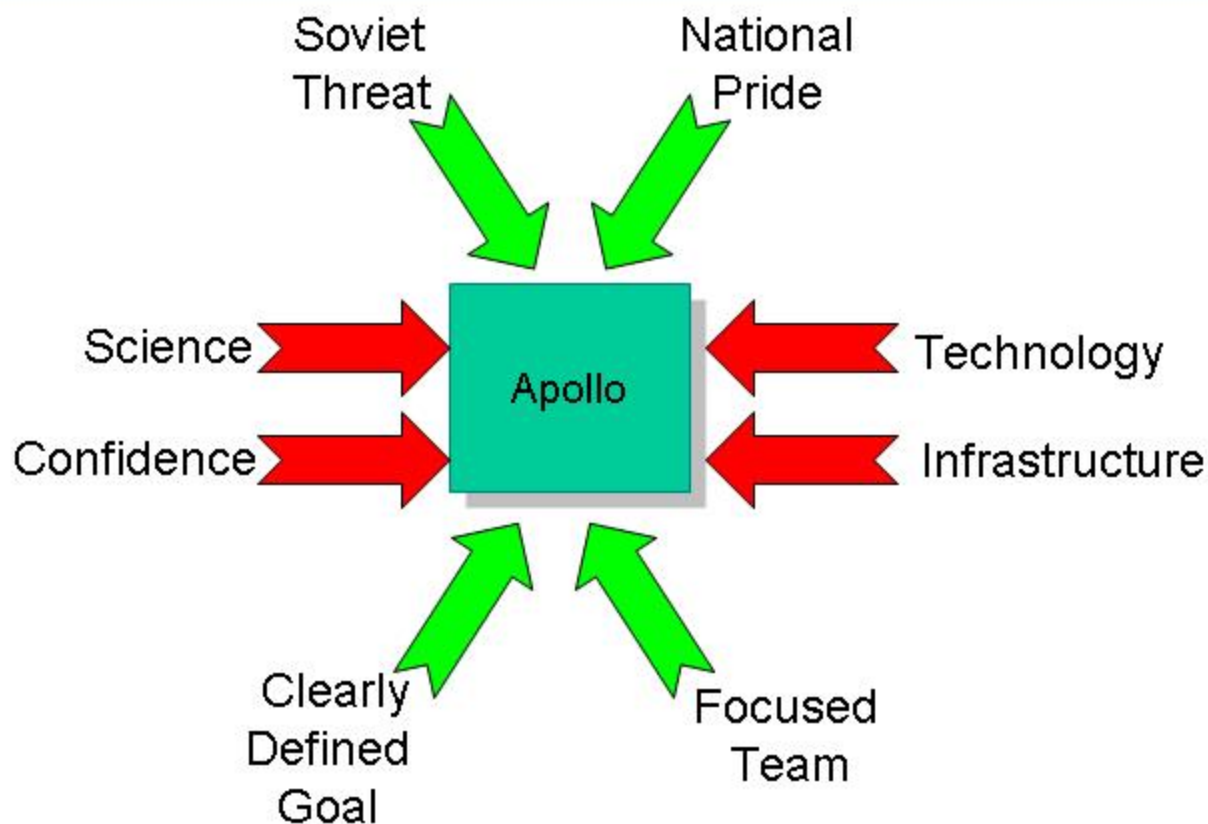 Soviet
Threat
National
Pride
Science
Apollo
Technology
Confidence
Infrastructure
Clearly
Defined
Goal
Focused
Team